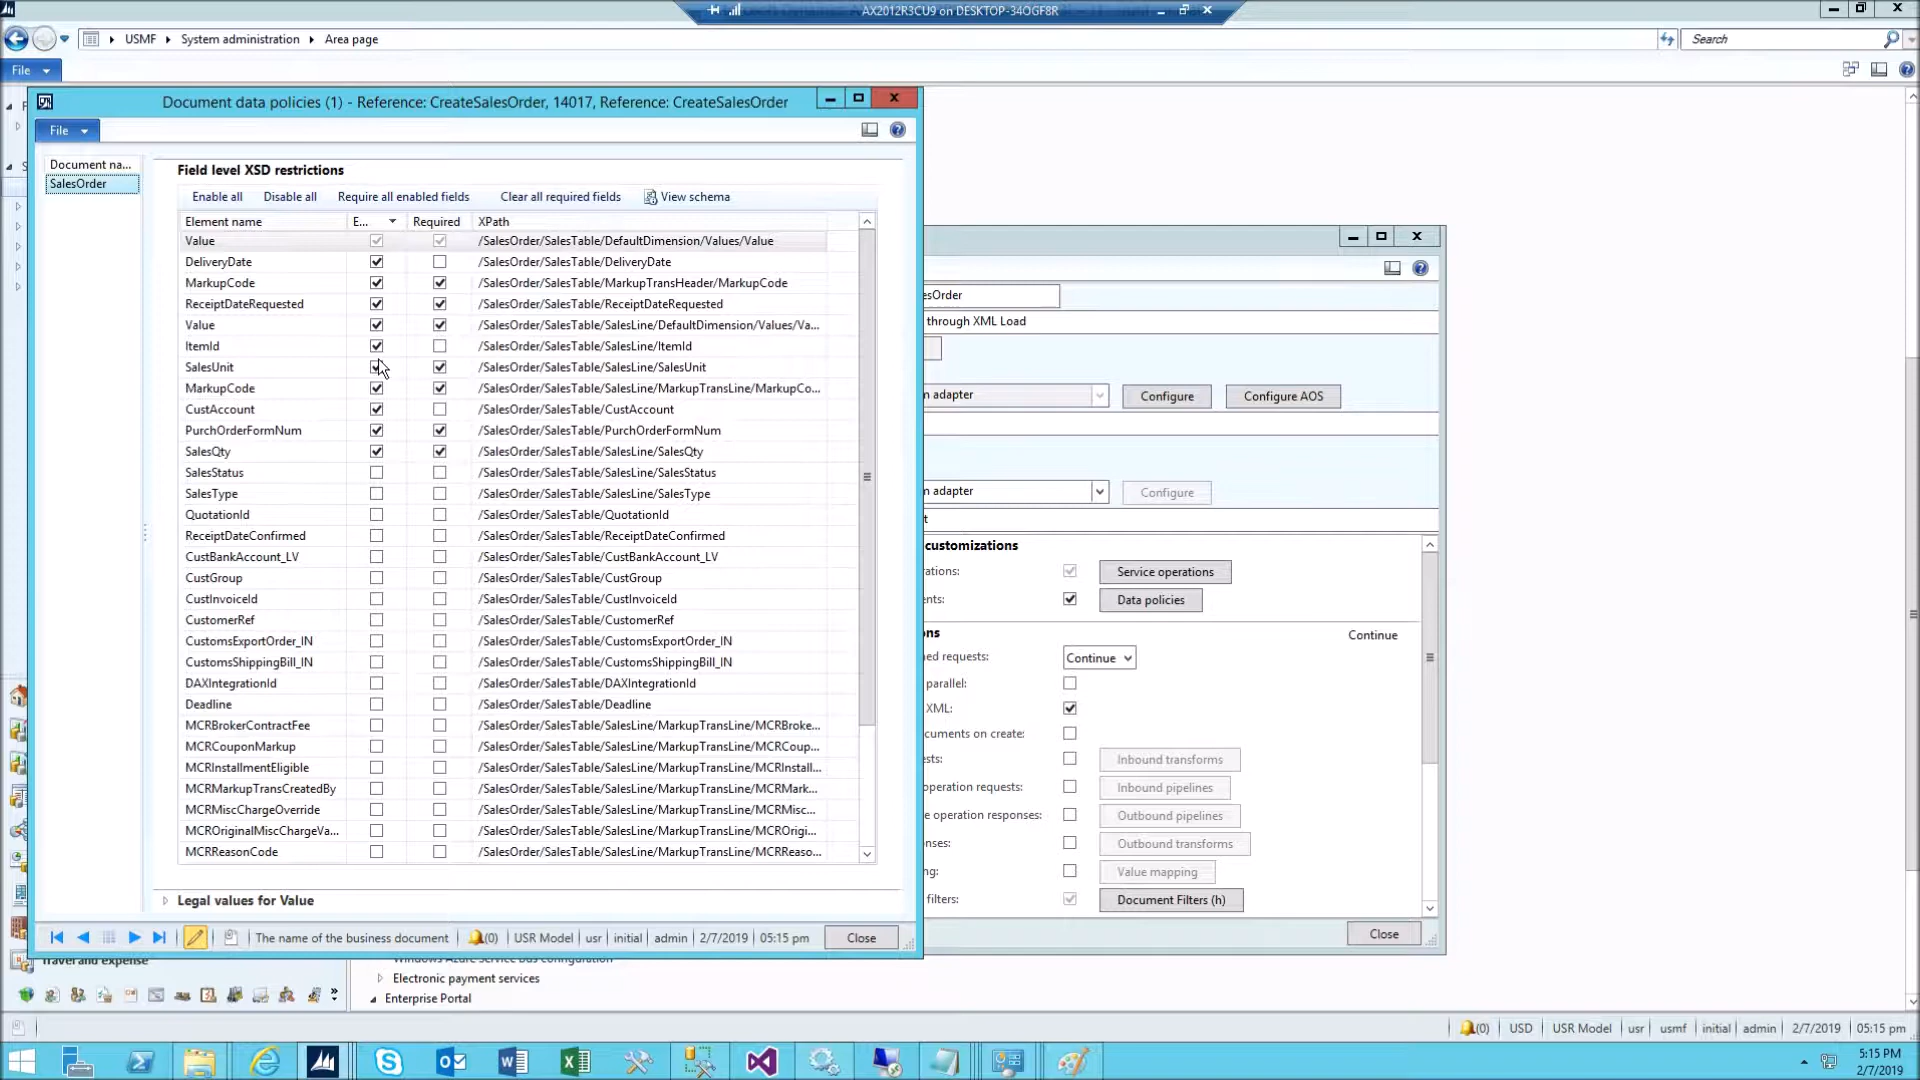 AX2012R3CU9 on DESKTOP-34OGF8R
USMF
System administration
Area page
Search
File
Document data policies (1) - Reference: CreateSalesOrder, 14017, Reference: CreateSalesOrder
File
Document na...
SalesOrder
Field level XSD restrictions
Enable all Disable all Require all enabled fields Clear all required fields View schema
Element name E... Required XPath
Value /SalesOrder/SalesTable/DefaultDimension/Values/Value
DeliveryDate /SalesOrder/SalesTable/DeliveryDate
MarkupCode /SalesOrder/SalesTable/MarkupTransHeader/MarkupCode
ReceiptDateRequested /SalesOrder/SalesTable/ReceiptDateRequested
Value /SalesOrder/SalesTable/SalesLine/DefaultDimension/Values/Va...
ItemId /SalesOrder/SalesTable/SalesLine/ItemId
SalesUnit /SalesOrder/SalesTable/SalesLine/SalesUnit
MarkupCode /SalesOrder/SalesTable/SalesLine/MarkupTransLine/MarkupCo...
CustAccount /SalesOrder/SalesTable/CustAccount
PurchOrderFormNum /SalesOrder/SalesTable/PurchOrderFormNum
SalesQty /SalesOrder/SalesTable/SalesLine/SalesQty
SalesStatus /SalesOrder/SalesTable/SalesLine/SalesStatus
SalesType /SalesOrder/SalesTable/SalesLine/SalesType
QuotationId /SalesOrder/SalesTable/QuotationId
ReceiptDateConfirmed /SalesOrder/SalesTable/ReceiptDateConfirmed
CustBankAccount_LV /SalesOrder/SalesTable/CustBankAccount_LV
CustGroup /SalesOrder/SalesTable/CustGroup
CustInvoiceId /SalesOrder/SalesTable/CustInvoiceId
CustomerRef /SalesOrder/SalesTable/CustomerRef
CustomsExportOrder_IN /SalesOrder/SalesTable/CustomsExportOrder_IN
CustomsShippingBill_IN /SalesOrder/SalesTable/CustomsShippingBill_IN
DAXIntegrationId /SalesOrder/SalesTable/DAXIntegrationId
Deadline /SalesOrder/SalesTable/Deadline
MCRBrokerContractFee /SalesOrder/SalesTable/SalesLine/MarkupTransLine/MCRBroke...
MCRCouponMarkup /SalesOrder/SalesTable/SalesLine/MarkupTransLine/MCRCoup...
MCRInstallmentEligible /SalesOrder/SalesTable/SalesLine/MarkupTransLine/MCRInstall...
MCRMarkupTransCreatedBy /SalesOrder/SalesTable/SalesLine/MarkupTransLine/MCRMark...
MCRMiscChargeOverride /SalesOrder/SalesTable/SalesLine/MarkupTransLine/MCRMisc...
MCROriginalMiscChargeVa... /SalesOrder/SalesTable/SalesLine/MarkupTransLine/MCROrigi...
MCRReasonCode /SalesOrder/SalesTable/SalesLine/MarkupTransLine/MCRReaso...
Legal values for Value
The name of the business document (0) USR Model usr initial admin 2/7/2019 05:15 pm Close
esOrder
through XML Load
m adapter Configure Configure AOS
m adapter Configure
t
customizations
rations: Service operations
ents: Data policies
ons Continue
ned requests: Continue
parallel:
XML:
cuments on create:
ests: Inbound transforms
operation requests: Inbound pipelines
e operation responses: Outbound pipelines
nses: Outbound transforms
ng: Value mapping
filters: Document Filters (h)
Close
Travel and expense
Windows Azure Service Bus configuration
Electronic payment services
Enterprise Portal
(0) USD USR Model usr usmf initial admin 2/7/2019 05:15 pm
5:15 PM
2/7/2019